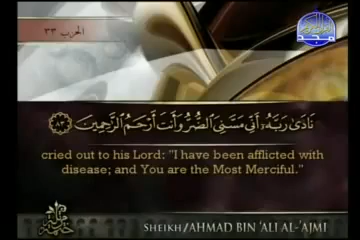 الحزب ٣٣
نَادَىٰ رَبَّهُۥٓ أَنِّى مَسَّنِىَ ٱلضُّرُّ وَأَنتَ أَرْحَمُ ٱلرَّٰحِمِينَ ٨٣
cried out to his Lord: "I have been afflicted with
disease; and You are the Most Merciful."
SHEIKH/AHMAD BIN 'ALI AL-'AJMI